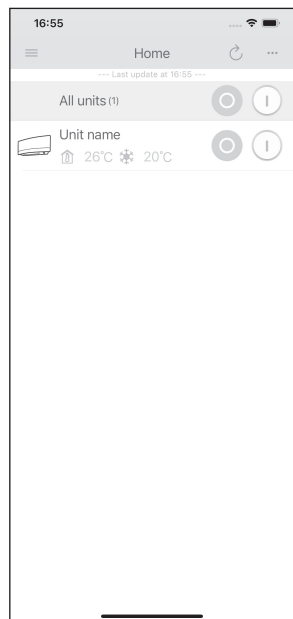 16:55
Home
--- Last update at 16:55 ---
All units (1)
Unit name
26°C 20°C